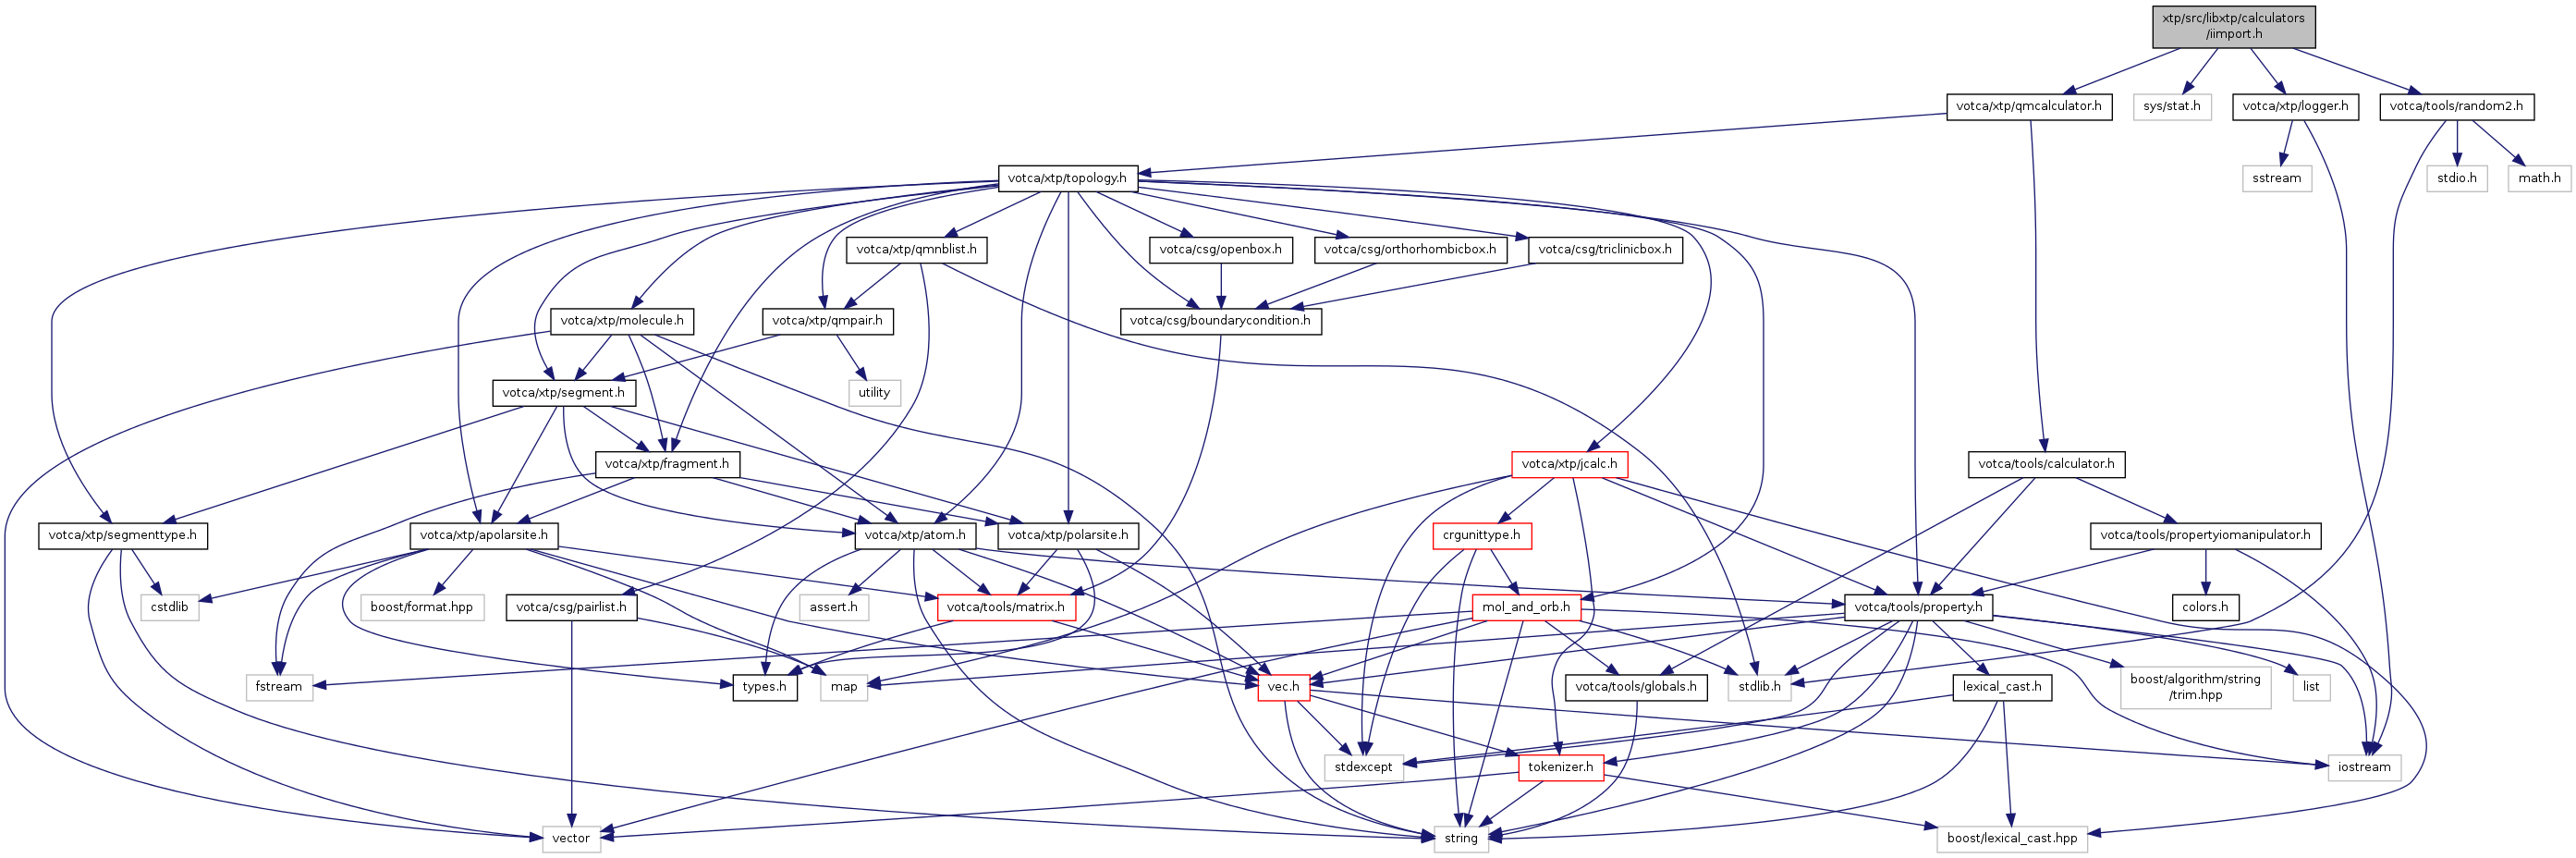 xtp/src/libxtp/calculators
/iimport.h
votca/xtp/qmcalculator.h
sys/stat.h
votca/xtp/logger.h
votca/tools/random2.h
votca/xtp/topology.h
sstream
stdio.h
math.h
votca/xtp/qmnblist.h
votca/csg/openbox.h
votca/csg/orthorhombicbox.h
votca/csg/triclinicbox.h
votca/xtp/molecule.h
votca/xtp/qmpair.h
votca/csg/boundarycondition.h
votca/xtp/segment.h
utility
votca/xtp/fragment.h
votca/xtp/jcalc.h
votca/tools/calculator.h
votca/xtp/segmenttype.h
votca/xtp/apolarsite.h
votca/xtp/atom.h
votca/xtp/polarsite.h
crgunittype.h
votca/tools/propertyiomanipulator.h
cstdlib
boost/format.hpp
votca/csg/pairlist.h
assert.h
votca/tools/matrix.h
mol_and_orb.h
votca/tools/property.h
colors.h
fstream
types.h
map
vec.h
votca/tools/globals.h
stdlib.h
lexical_cast.h
boost/algorithm/string
/trim.hpp
list
stdexcept
tokenizer.h
iostream
vector
string
boost/lexical_cast.hpp